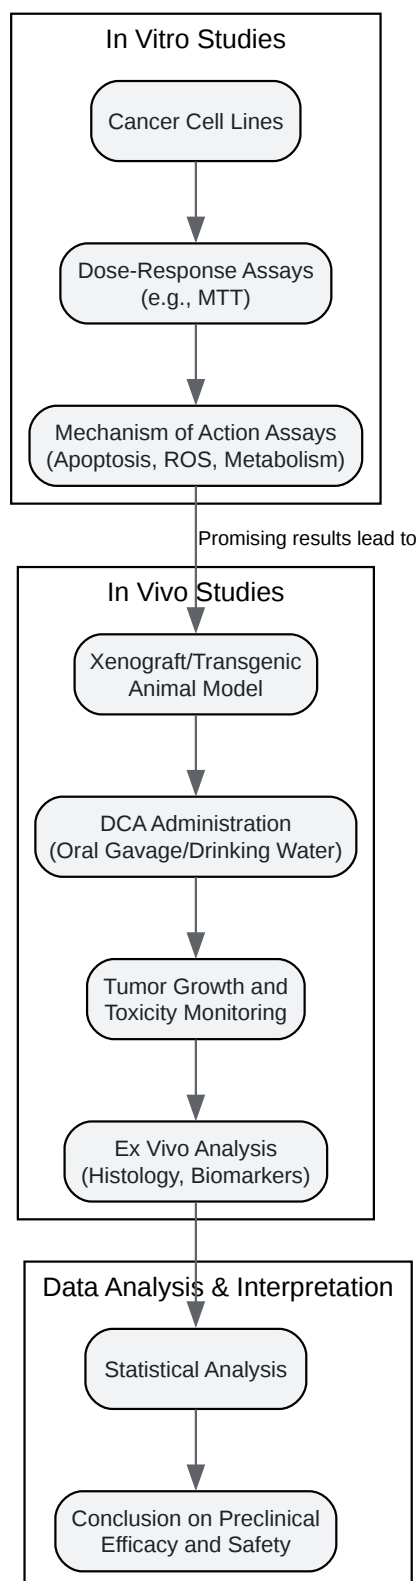 In Vitro Studies
Cancer Cell Lines
Dose-Response Assays
(e.g., MTT)
Mechanism of Action Assays
(Apoptosis, ROS, Metabolism)
Promising results lead to
In Vivo Studies
Xenograft/Transgenic
Animal Model
DCA Administration
(Oral Gavage/Drinking Water)
Tumor Growth and
Toxicity Monitoring
Ex Vivo Analysis
(Histology, Biomarkers)
Data Analysis & Interpretation
Statistical Analysis
Conclusion on Preclinical
Efficacy and Safety